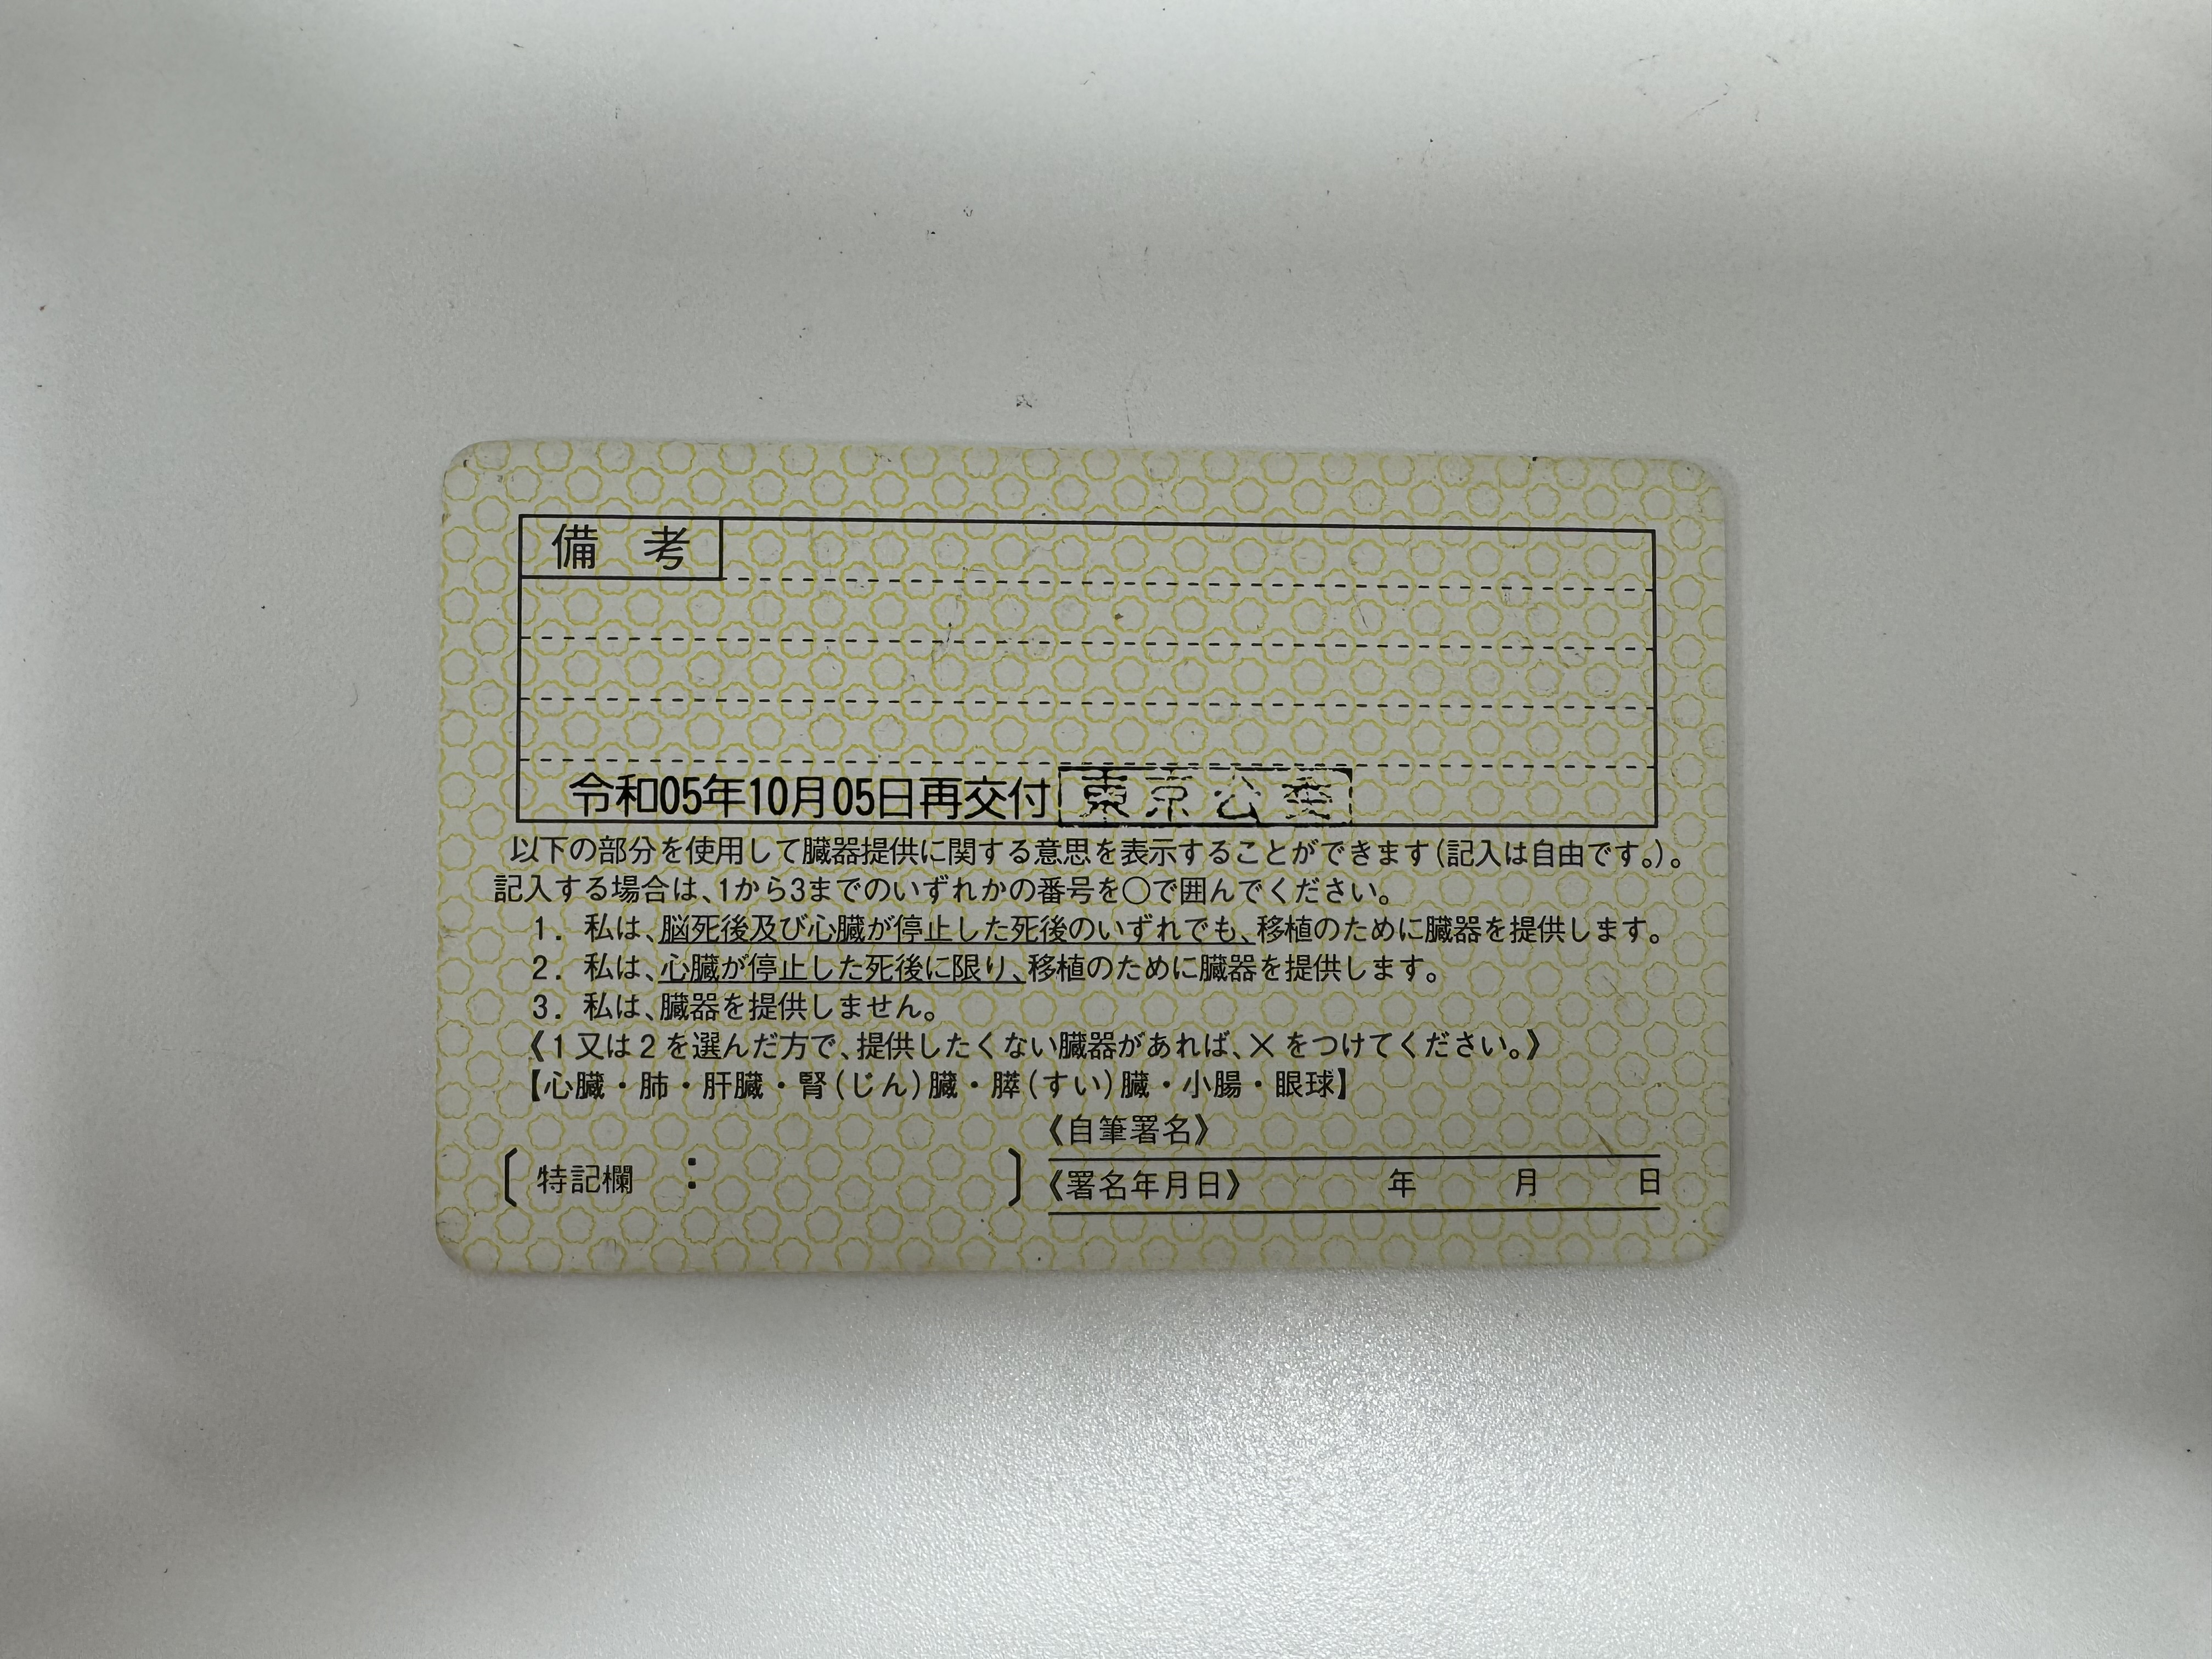 備 考
令和05年10月05日再交付 東京公委
以下の部分を使用して臓器提供に関する意思を表示することができます(記入は自由です。)。
記入する場合は、1から3までのいずれかの番号を○で囲んでください。
1. 私は、脳死後及び心臓が停止した死後のいずれでも、移植のために臓器を提供します。
2. 私は、心臓が停止した死後に限り、移植のために臓器を提供します。
3. 私は、臓器を提供しません。
《1又は2を選んだ方で、提供したくない臓器があれば、×をつけてください。》
【心臓・肺・肝臓・腎(じん)臓・膵(すい)臓・小腸・眼球】
《自筆署名》
〔特記欄 : 〕
《署名年月日》 年 月 日